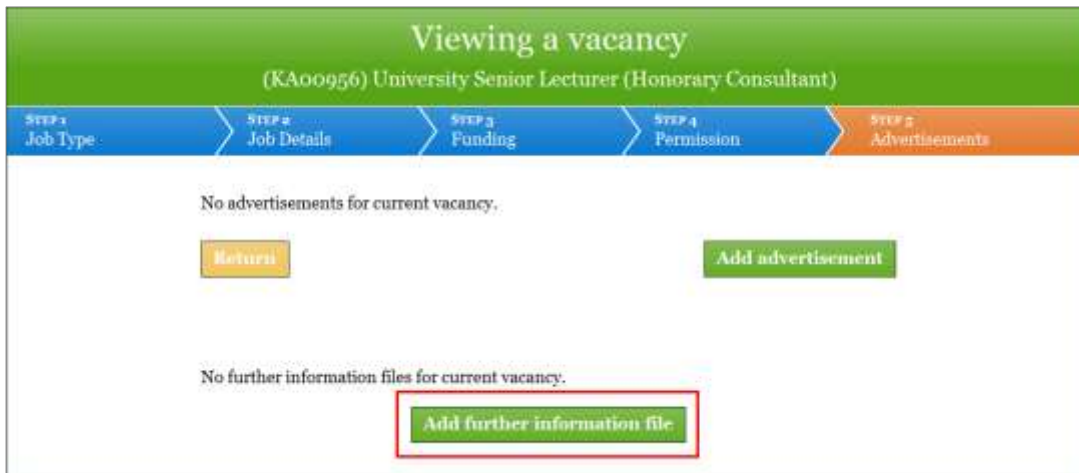 Viewing a vacancy
(KA00956) University Senior Lecturer (Honorary Consultant)
STEP 1
Job Type
STEP 2
Job Details
STEP 3
Funding
STEP 4
Permission
STEP 5
Advertisements
No advertisements for current vacancy.
Return
Add advertisement
No further information files for current vacancy.
Add further information file